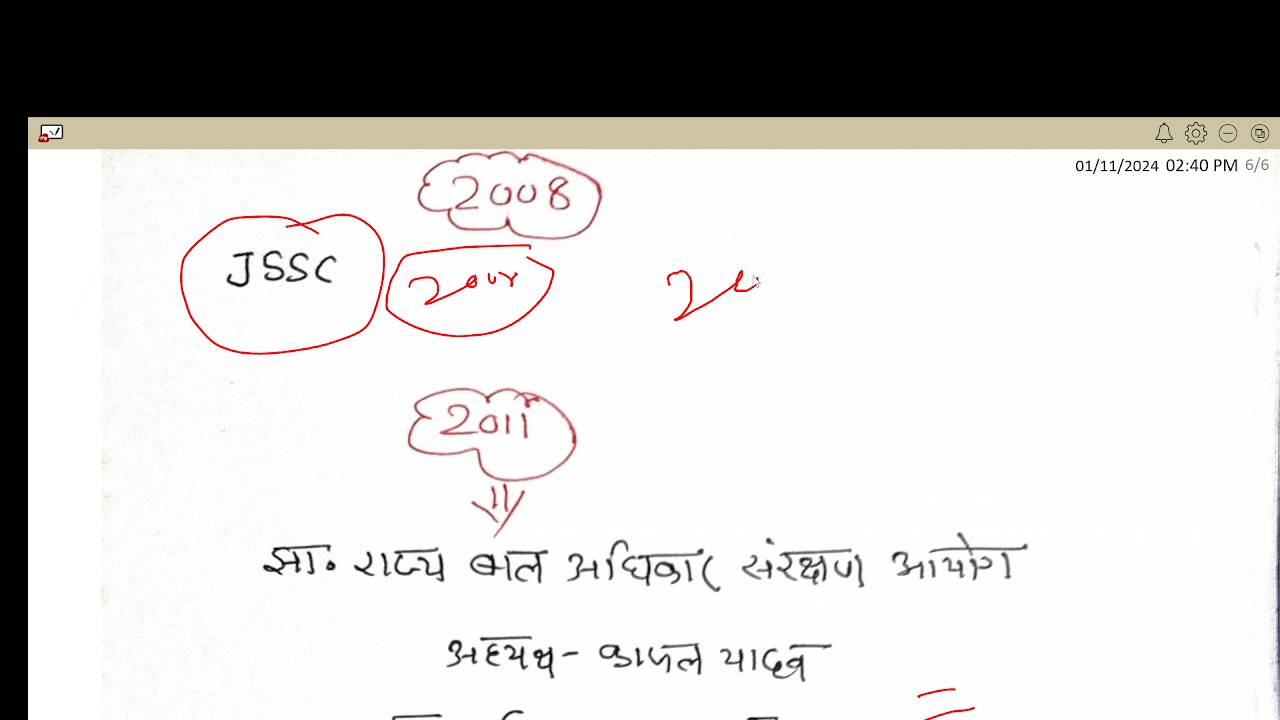 01/11/2024 02:40 PM 6/6
2008
JSSC
2011
झा. राज्य बाल अधिकार संरक्षण आयोग
अध्यक्ष - काजल यादव